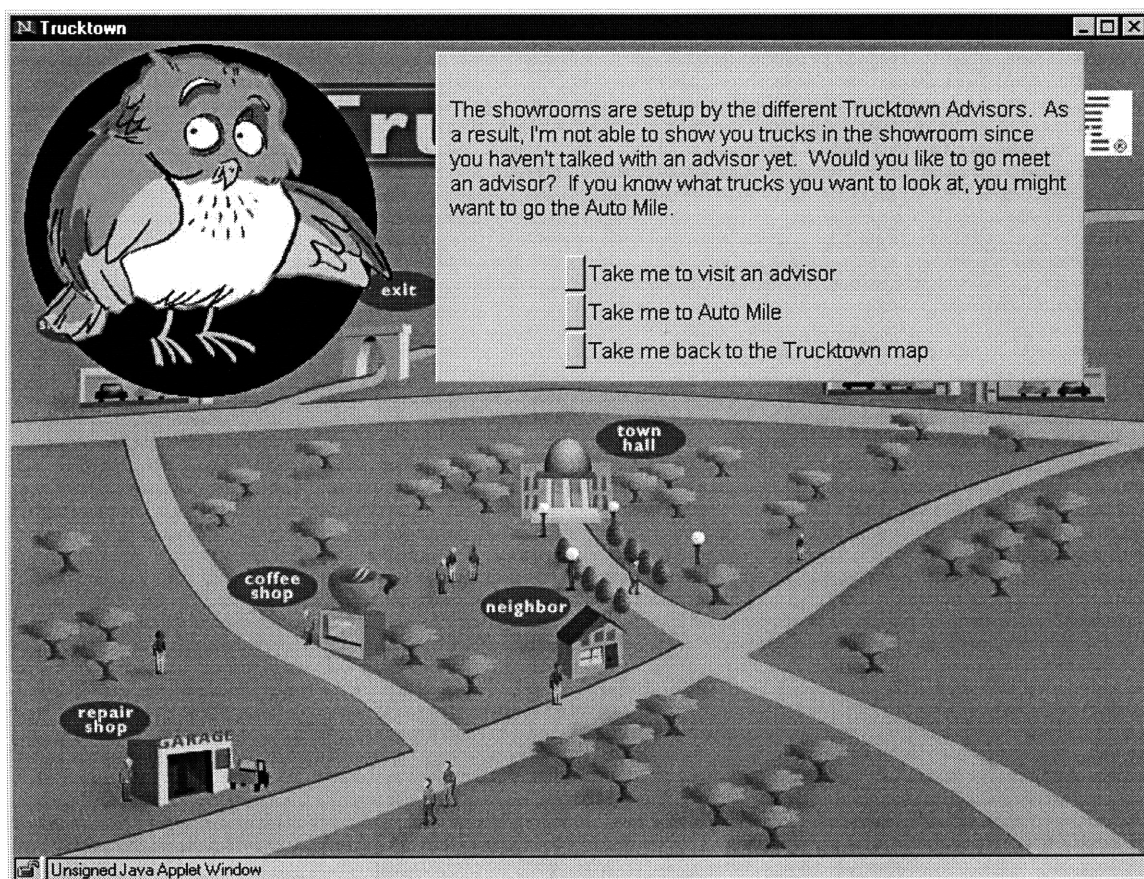 N Trucktown
Tru
The showrooms are setup by the different Trucktown Advisors. As
a result, I'm not able to show you trucks in the showroom since
you haven't talked with an advisor yet. Would you like to go meet
an advisor? If you know what trucks you want to look at, you might
want to go the Auto Mile.
®
Take me to visit an advisor
exit
Take me to Auto Mile
Take me back to the Trucktown map
town
hall
coffee
shop
neighbor
repair
shop
GARAGE
Unsigned Java Applet Window